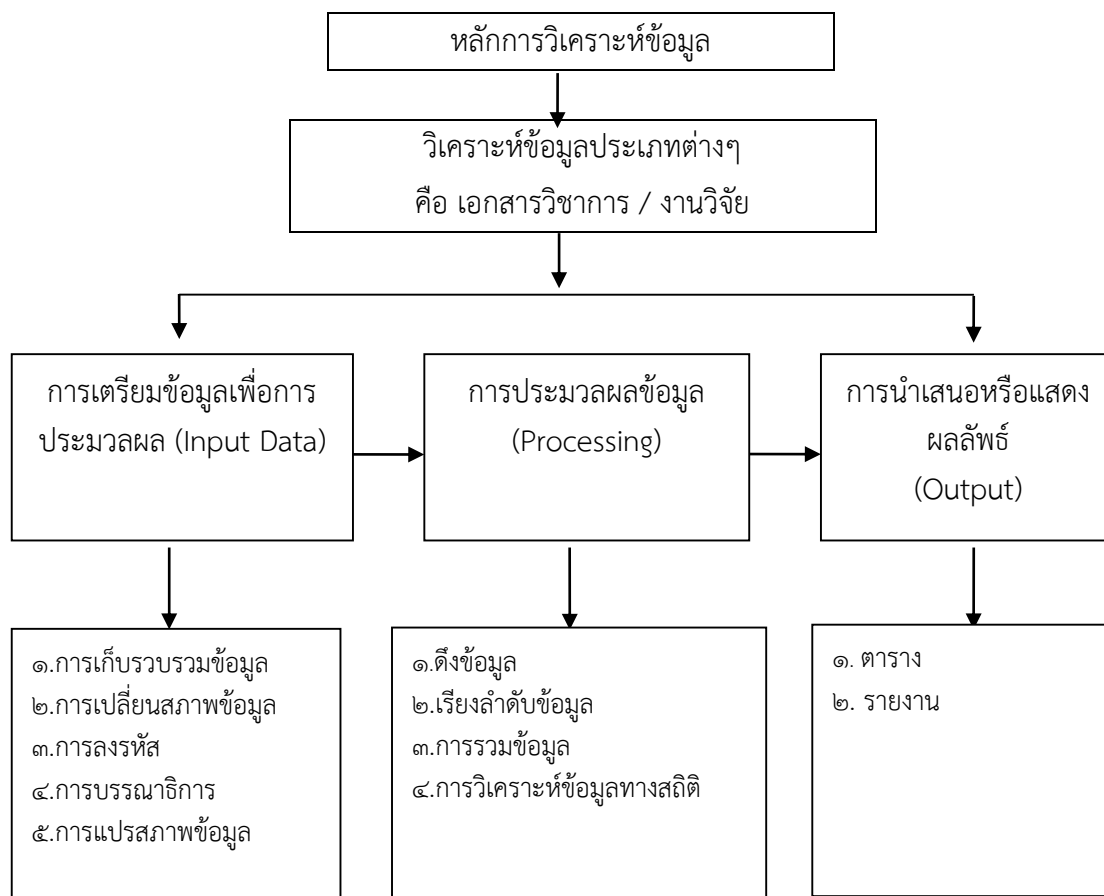 หลักการวิเคราะห์ข้อมูล
วิเคราะห์ข้อมูลประเภทต่างๆ
คือ เอกสารวิชาการ / งานวิจัย
การเตรียมข้อมูลเพื่อการ
ประมวลผล (Input Data)
การประมวลผลข้อมูล
(Processing)
การนำเสนอหรือแสดง
ผลลัพธ์
(Output)
๑.การเก็บรวบรวมข้อมูล
๒.การเปลี่ยนสภาพข้อมูล
๓.การลงรหัส
๔.การบรรณาธิการ
๕.การแปรสภาพข้อมูล
๑.ดึงข้อมูล
๒.เรียงลำดับข้อมูล
๓.การรวมข้อมูล
๔.การวิเคราะห์ข้อมูลทางสถิติ
๑. ตาราง
๒. รายงาน